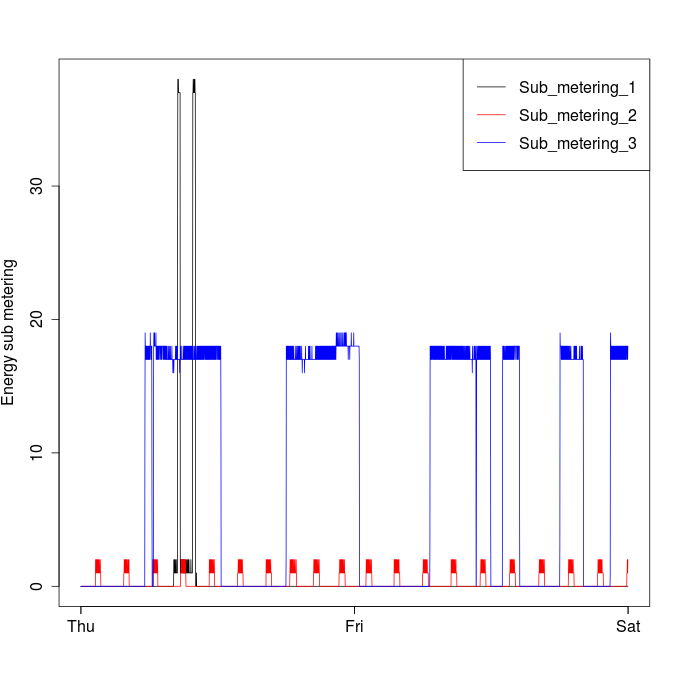 Sub_metering_1
Sub_metering_2
Sub_metering_3
Energy sub metering
30
20
10
0
Thu Fri Sat